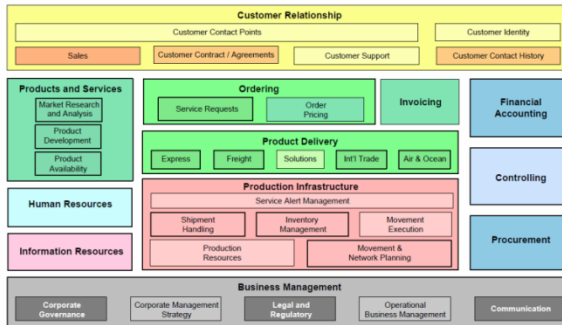 Customer Relationship
Customer Contact Points
Customer Identity
Sales
Customer Contract / Agreements
Customer Support
Customer Contact History
Products and Services
Market Research
and Analysis
Product
Development
Product
Availability
Ordering
Service Requests
Order
Pricing
Invoicing
Financial
Accounting
Product Delivery
Express
Freight
Solutions
Int'l Trade
Air & Ocean
Controlling
Human Resources
Information Resources
Production Infrastructure
Service Alert Management
Shipment
Handling
Inventory
Management
Movement
Execution
Production
Resources
Movement &
Network Planning
Procurement
Business Management
Corporate
Governance
Corporate Management
Strategy
Legal and
Regulatory
Operational
Business Management
Communication